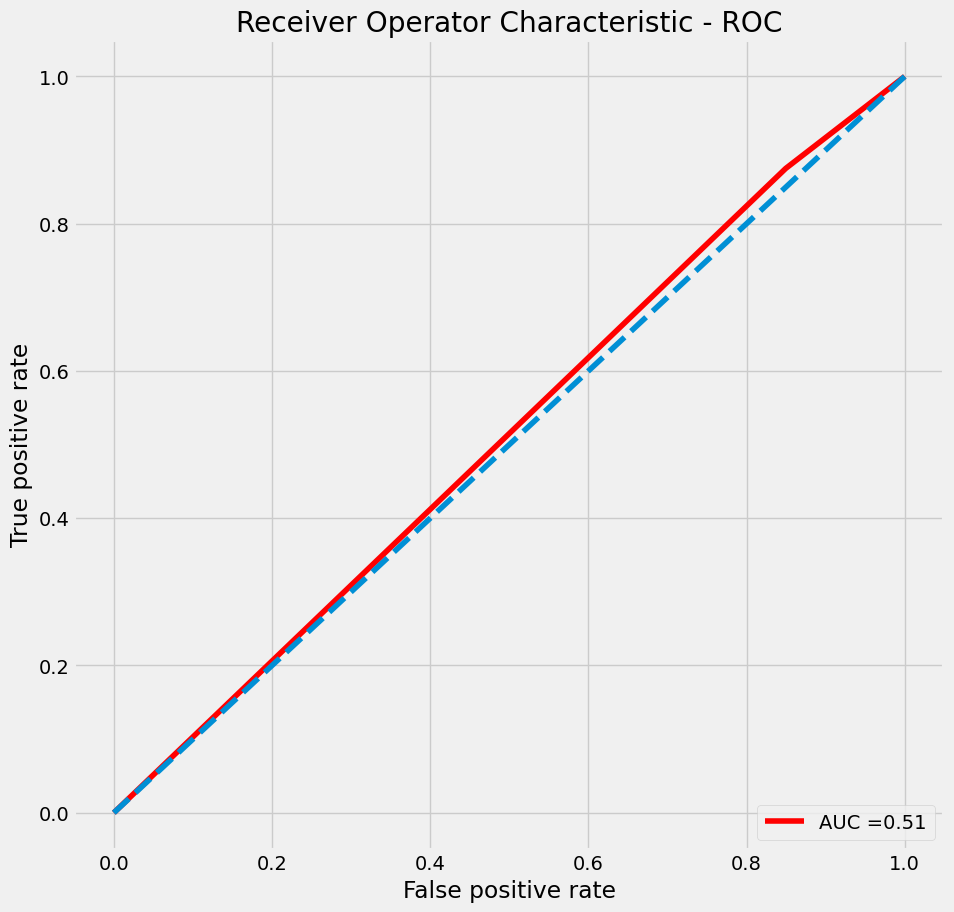 Receiver Operator Characteristic - ROC
1.0
0.8
0.6
0.4
0.2
0.0
True positive rate
0.0 0.2 0.4 0.6 0.8 1.0
False positive rate
AUC =0.51